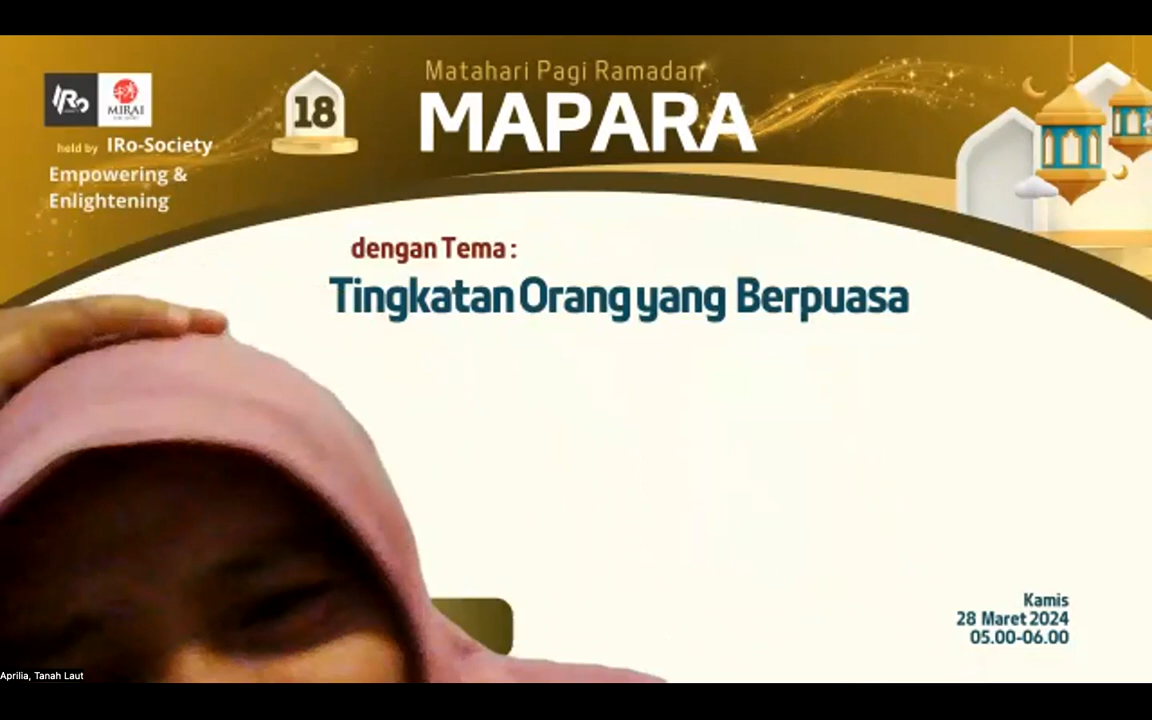 IRo
MIRAI
held by IRo-Society
Empowering &
Enlightening
18
Matahari Pagi Ramadan
MAPARA
dengan Tema :
Tingkatan Orang yang Berpuasa
Kamis
28 Maret 2024
05.00-06.00
Aprilia, Tanah Laut